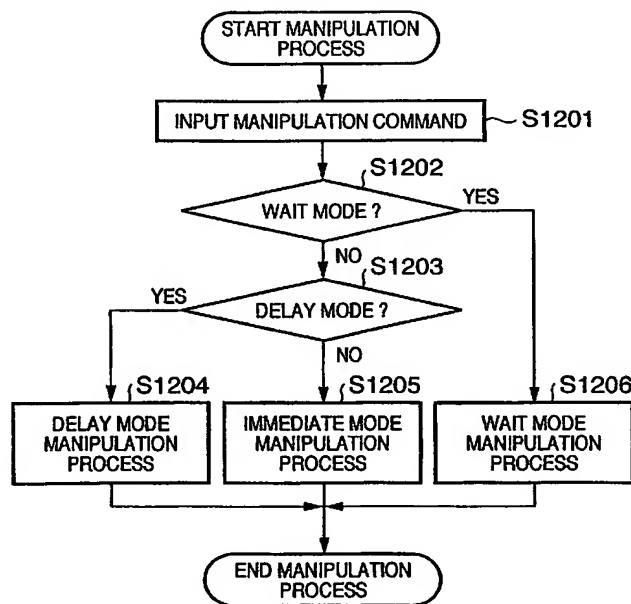 START MANIPULATION
PROCESS
INPUT MANIPULATION COMMAND
S1201
S1202
WAIT MODE ?
YES
NO
S1203
YES
DELAY MODE ?
NO
S1204
S1205
S1206
DELAY MODE
MANIPULATION
PROCESS
IMMEDIATE MODE
MANIPULATION
PROCESS
WAIT MODE
MANIPULATION
PROCESS
END MANIPULATION
PROCESS